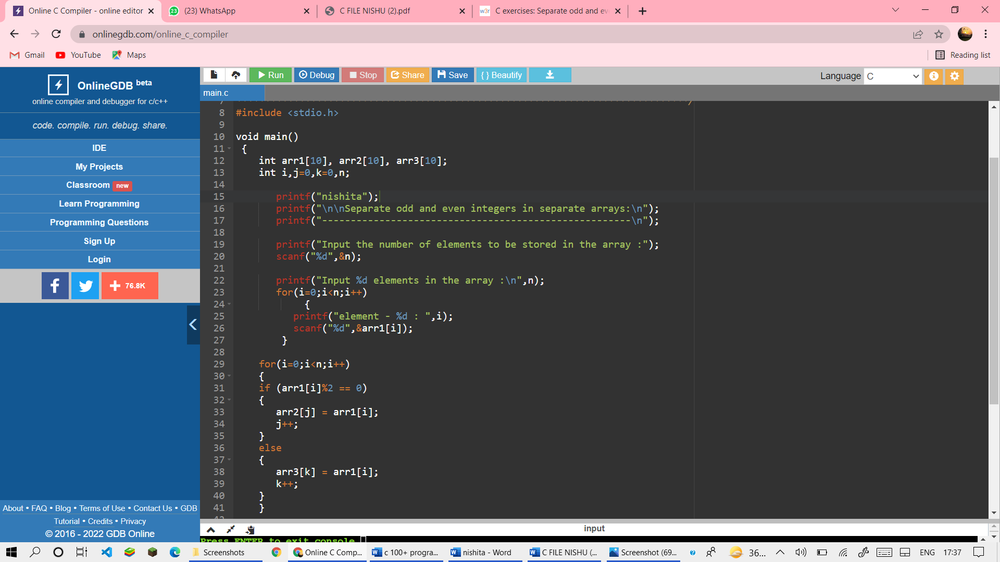 Online C Compiler - online editor
(23) WhatsApp
C FILE NISHU (2).pdf
w3r C exercises: Separate odd and ev
onlinegdb.com/online_c_compiler
Gmail YouTube Maps Reading list
OnlineGDB beta
online compiler and debugger for c/c++
code. compile. run. debug. share.
IDE
My Projects
Classroom new
Learn Programming
Programming Questions
Sign Up
Login
f 76.8K
About • FAQ • Blog • Terms of Use • Contact Us • GDB
Tutorial • Credits • Privacy
© 2016 - 2022 GDB Online
Run Debug Stop Share Save { } Beautify Language C
main.c
8 #include <stdio.h>
9
10 void main()
11 {
12 int arr1[10], arr2[10], arr3[10];
13 int i,j=0,k=0,n;
14
15 printf("nishita");
16 printf("\n\nSeparate odd and even integers in separate arrays:\n");
17 printf("------------------------------------------------------\n");
18
19 printf("Input the number of elements to be stored in the array :");
20 scanf("%d",&n);
21
22 printf("Input %d elements in the array :\n",n);
23 for(i=0;i<n;i++)
24 {
25 printf("element - %d : ",i);
26 scanf("%d",&arr1[i]);
27 }
28
29 for(i=0;i<n;i++)
30 {
31 if (arr1[i]%2 == 0)
32 {
33 arr2[j] = arr1[i];
34 j++;
35 }
36 else
37 {
38 arr3[k] = arr1[i];
39 k++;
40 }
41 }
input
Press ENTER to exit console.
Screenshots
Online C Comp...
c 100+ progra...
nishita - Word
C FILE NISHU (...
Screenshot (69...
36... ENG 17:37